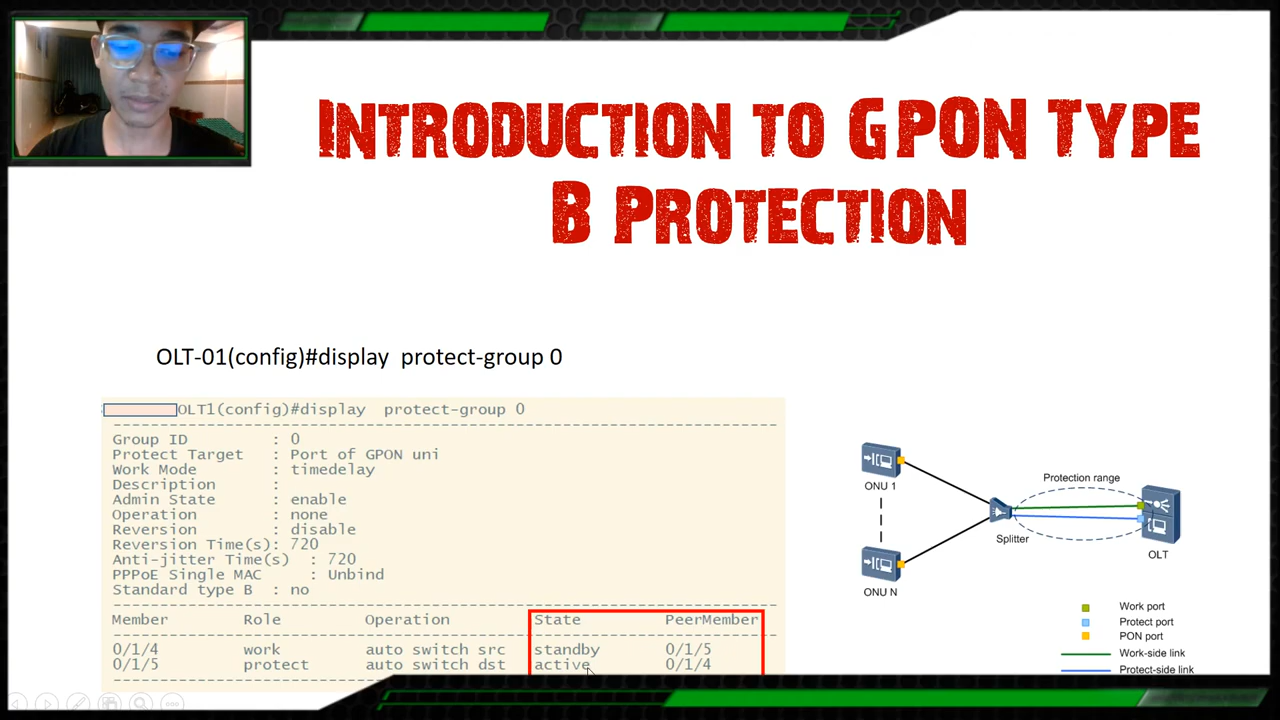 INTRODUCTION TO GPON TYPE
B PROTECTION
OLT-01(config)#display protect-group 0
OLT1(config)#display protect-group 0
Group ID : 0
Protect Target : Port of GPON uni
Work Mode : timedelay
Description :
Admin State : enable
Operation : none
Reversion : disable
Reversion Time(s): 720
Anti-jitter Time(s) : 720
PPPoE Single MAC : Unbind
Standard type B : no
Member Role Operation State PeerMember
0/1/4 work auto switch src standby 0/1/5
0/1/5 protect auto switch dst active 0/1/4
ONU 1
ONU N
Splitter
Protection range
OLT
Work port
Protect port
PON port
Work-side link
Protect-side link